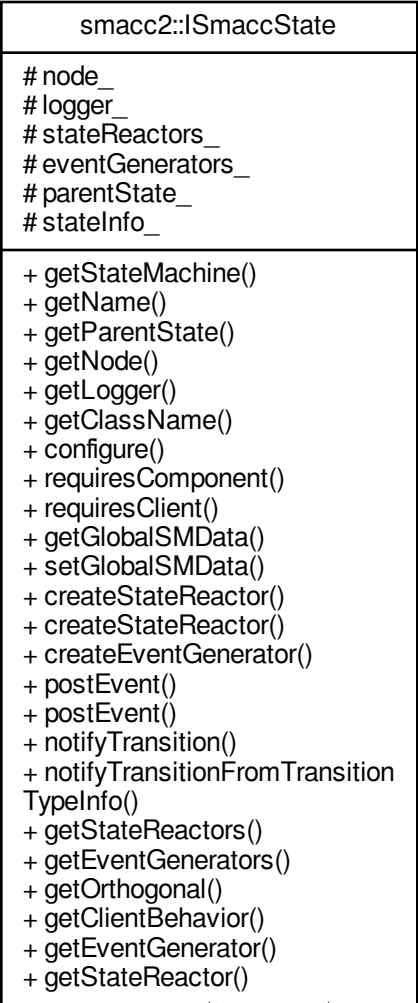 smacc2::ISmaccState
# node_
# logger_
# stateReactors_
# eventGenerators_
# parentState_
# stateInfo_
+ getStateMachine()
+ getName()
+ getParentState()
+ getNode()
+ getLogger()
+ getClassName()
+ configure()
+ requiresComponent()
+ requiresClient()
+ getGlobalSMData()
+ setGlobalSMData()
+ createStateReactor()
+ createStateReactor()
+ createEventGenerator()
+ postEvent()
+ postEvent()
+ notifyTransition()
+ notifyTransitionFromTransition
TypeInfo()
+ getStateReactors()
+ getEventGenerators()
+ getOrthogonal()
+ getClientBehavior()
+ getEventGenerator()
+ getStateReactor()